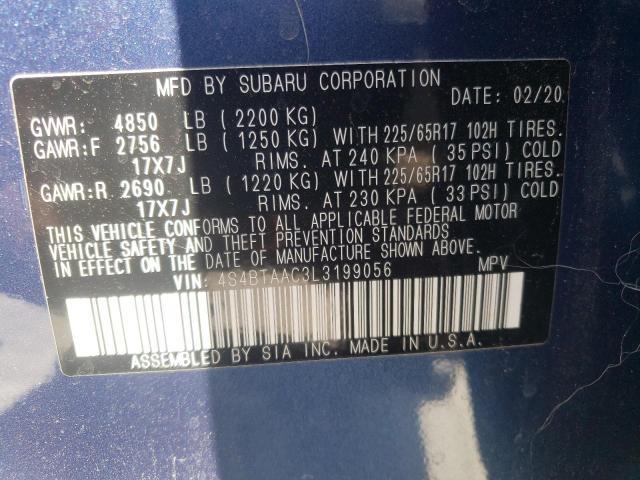 MFD BY SUBARU CORPORATION
DATE: 02/20
GVWR: 4850 LB (2200 KG)
GAWR:F 2756 LB (1250 KG) WITH 225/65R17 102H TIRES.
17X7J RIMS. AT 240 KPA (35 PSI) COLD
GAWR:R 2690 LB (1220 KG) WITH 225/65R17 102H TIRES.
17X7J RIMS. AT 230 KPA (33 PSI) COLD
THIS VEHICLE CONFORMS TO ALL APPLICABLE FEDERAL MOTOR
VEHICLE SAFETY AND THEFT PREVENTION STANDARDS
IN EFFECT ON THE DATE OF MANUFACTURE SHOWN ABOVE.
VIN: 4S4BTAAC3L3199056 MPV
ASSEMBLED BY SIA INC. MADE IN U.S.A.